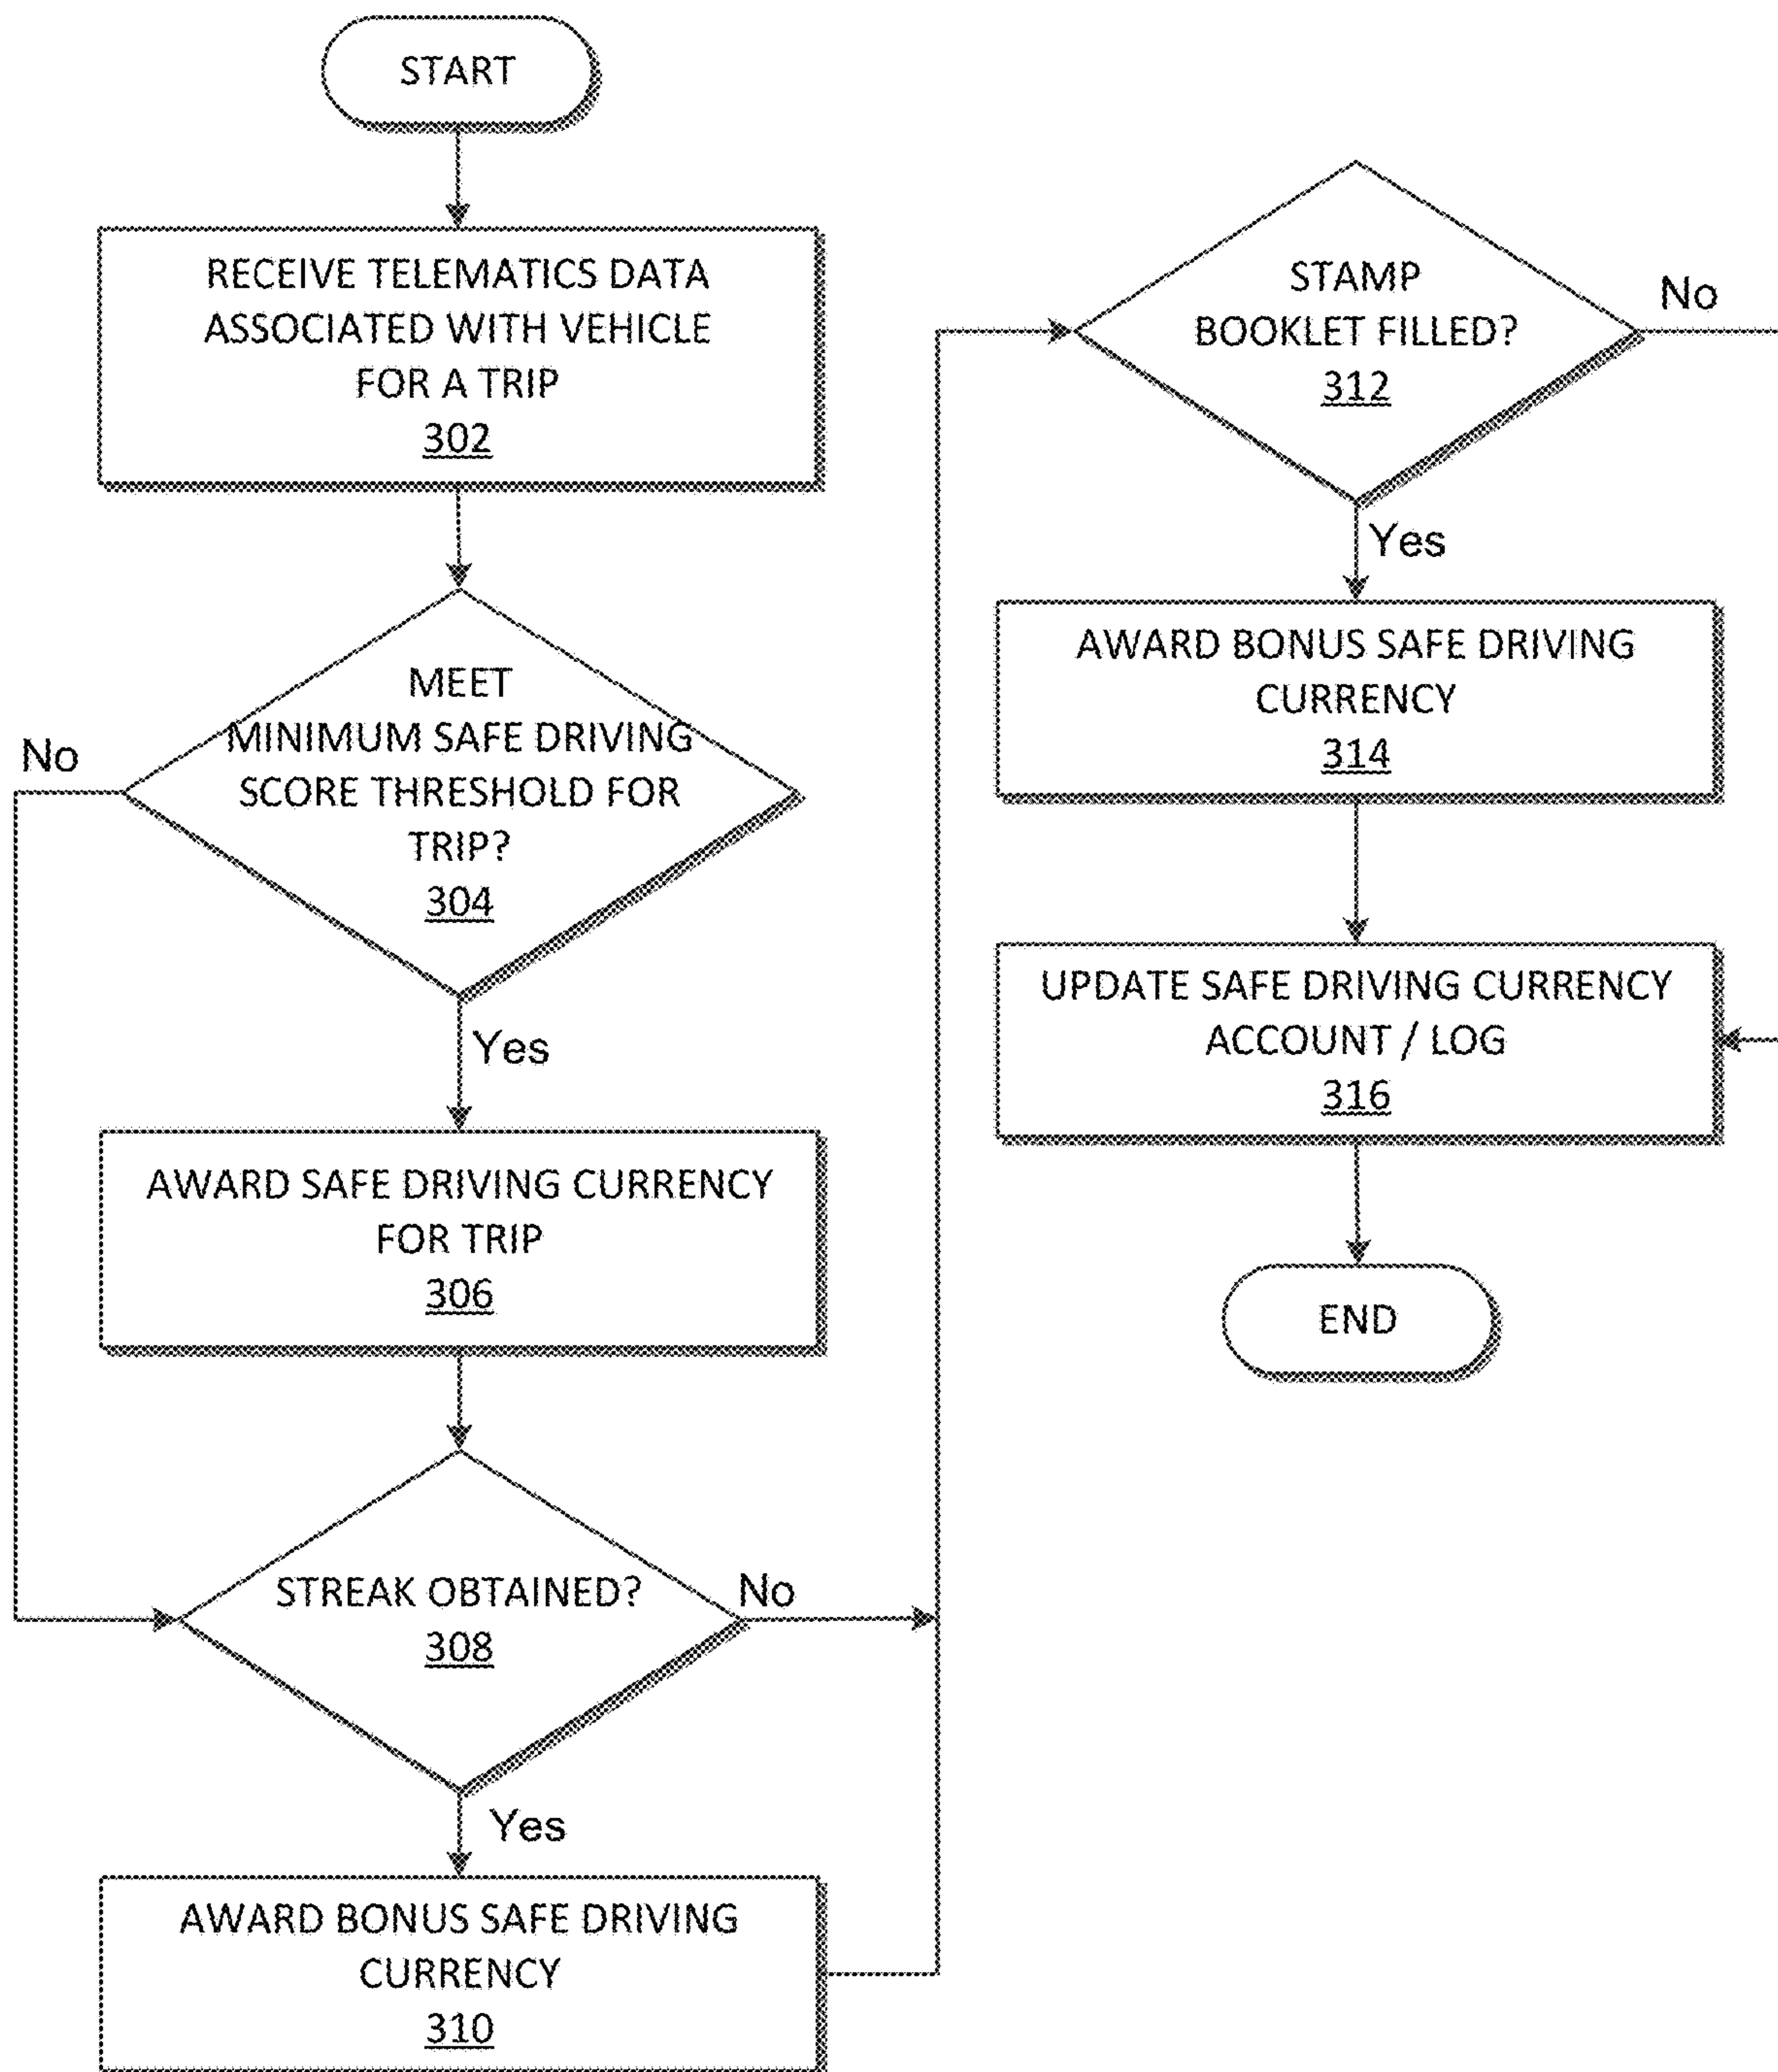 START
RECEIVE TELEMATICS DATA
ASSOCIATED WITH VEHICLE
FOR A TRIP
302
MEET
MINIMUM SAFE DRIVING
SCORE THRESHOLD FOR
TRIP?
304
No
Yes
AWARD SAFE DRIVING CURRENCY
FOR TRIP
306
STREAK OBTAINED?
308
No
Yes
AWARD BONUS SAFE DRIVING
CURRENCY
310
STAMP
BOOKLET FILLED?
312
No
Yes
AWARD BONUS SAFE DRIVING
CURRENCY
314
UPDATE SAFE DRIVING CURRENCY
ACCOUNT / LOG
316
END